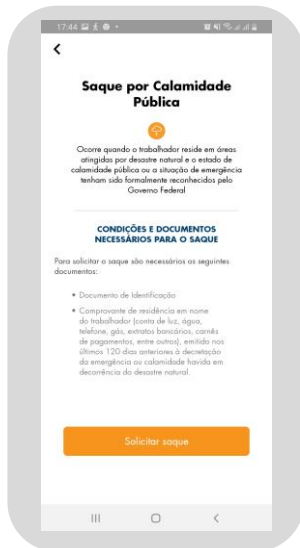 17:44
Saque por Calamidade
Pública
Ocorre quando o trabalhador reside em áreas
atingidas por desastre natural e o estado de
calamidade pública ou a situação de emergência
tenham sido formalmente reconhecidos pelo
Governo Federal
CONDIÇÕES E DOCUMENTOS
NECESSÁRIOS PARA O SAQUE
Para solicitar o saque são necessários os seguintes
documentos:
• Documento de Identificação
• Comprovante de residência em nome
do trabalhador (conta de luz, água,
telefone, gás, extratos bancários, carnês
de pagamentos, entre outros), emitido nos
últimos 120 dias anteriores à decretação
da emergência ou calamidade havida em
decorrência do desastre natural.
Solicitar saque